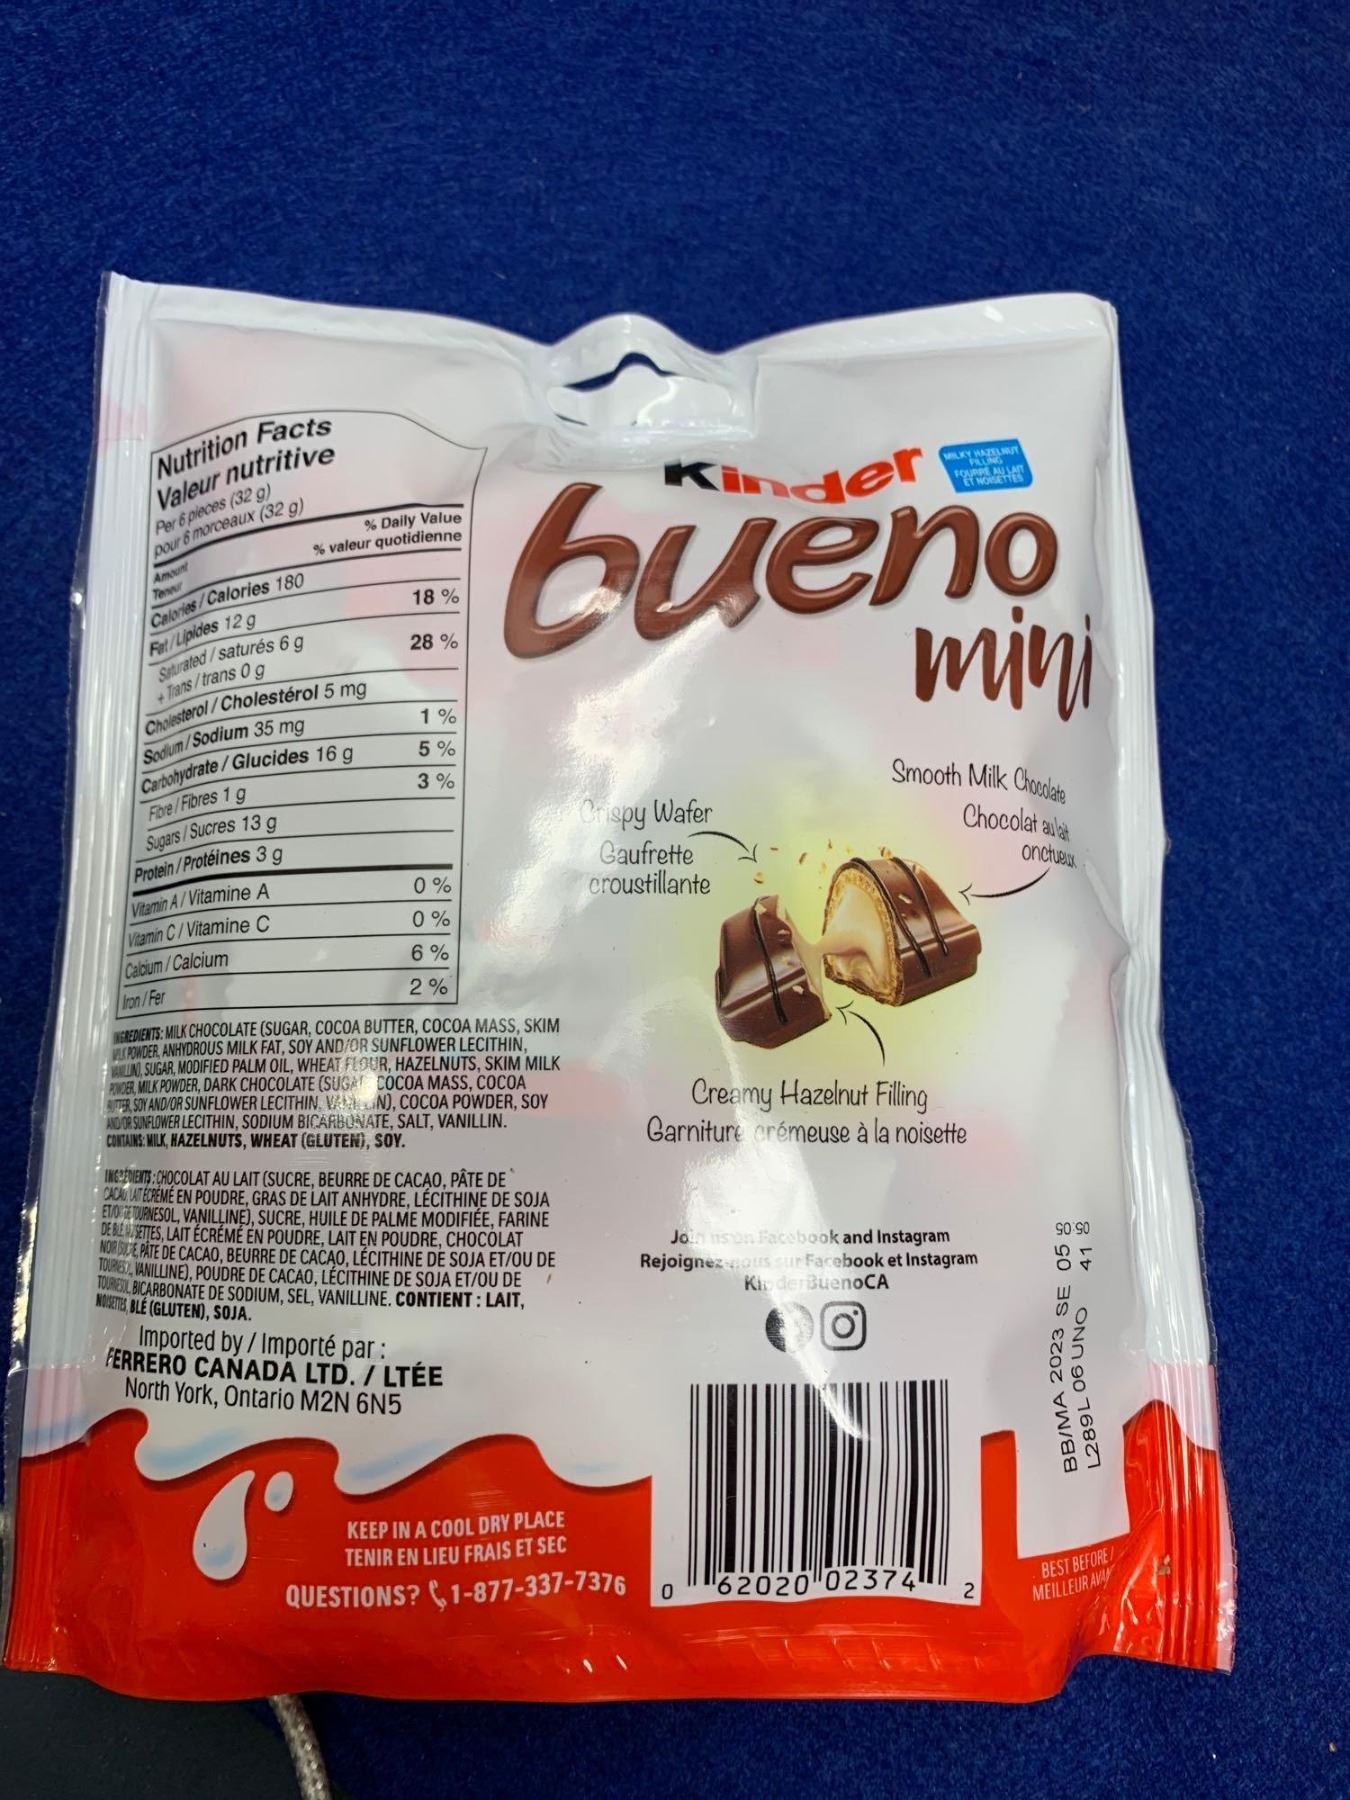 Nutrition Facts
Valeur nutritive
Per 6 pieces (32 g)
pour 6 morceaux (32 g)
Amount
Teneur
% Daily Value
% valeur quotidienne
Calories / Calories 180
Fat / Lipides 12 g 18 %
Saturated / saturés 6 g
+ Trans / trans 0 g 28 %
Cholesterol / Cholestérol 5 mg
Sodium / Sodium 35 mg 1 %
Carbohydrate / Glucides 16 g 5 %
Fibre / Fibres 1 g 3 %
Sugars / Sucres 13 g
Protein / Protéines 3 g
Vitamin A / Vitamine A 0 %
Vitamin C / Vitamine C 0 %
Calcium / Calcium 6 %
Iron / Fer 2 %
INGREDIENTS: MILK CHOCOLATE (SUGAR, COCOA BUTTER, COCOA MASS, SKIM
MILK POWDER, ANHYDROUS MILK FAT, SOY AND/OR SUNFLOWER LECITHIN,
VANILLIN), SUGAR, MODIFIED PALM OIL, WHEAT FLOUR, HAZELNUTS, SKIM MILK
POWDER, MILK POWDER, DARK CHOCOLATE (SUGAR, COCOA MASS, COCOA
BUTTER, SOY AND/OR SUNFLOWER LECITHIN, VANILLIN), COCOA POWDER, SOY
AND/OR SUNFLOWER LECITHIN, SODIUM BICARBONATE, SALT, VANILLIN.
CONTAINS: MILK, HAZELNUTS, WHEAT (GLUTEN), SOY.
INGRÉDIENTS : CHOCOLAT AU LAIT (SUCRE, BEURRE DE CACAO, PÂTE DE
CACAO, LAIT ÉCRÉMÉ EN POUDRE, GRAS DE LAIT ANHYDRE, LÉCITHINE DE SOJA
ET/OU DE TOURNESOL, VANILLINE), SUCRE, HUILE DE PALME MODIFIÉE, FARINE
DE BLÉ, NOISETTES, LAIT ÉCRÉMÉ EN POUDRE, LAIT EN POUDRE, CHOCOLAT
NOIR (SUCRE, PÂTE DE CACAO, BEURRE DE CACAO, LÉCITHINE DE SOJA ET/OU DE
TOURNESOL, VANILLINE), POUDRE DE CACAO, LÉCITHINE DE SOJA ET/OU DE
TOURNESOL, BICARBONATE DE SODIUM, SEL, VANILLINE. CONTIENT : LAIT,
NOISETTES, BLÉ (GLUTEN), SOJA.
Imported by / Importé par :
FERRERO CANADA LTD. / LTÉE
North York, Ontario M2N 6N5
KEEP IN A COOL DRY PLACE
TENIR EN LIEU FRAIS ET SEC
QUESTIONS? 1-877-337-7376
Kinder
bueno
mini
MILKY HAZELNUT
FILLING
FOURRÉ AU LAIT
ET NOISETTES
Crispy Wafer
Gaufrette
croustillante
Smooth Milk Chocolate
Chocolat au lait
onctueux
Creamy Hazelnut Filling
Garniture crémeuse à la noisette
Join us on Facebook and Instagram
Rejoignez-nous sur Facebook et Instagram
KinderBuenoCA
0 62020 02374 2
BB/MA 2023 SE 05 05:05
L289L 06 UNO 41
BEST BEFORE /
MEILLEUR AVANT